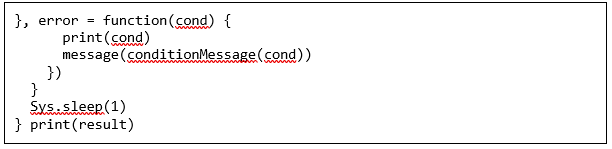 }, error = function(cond) {
print(cond)
message(conditionMessage(cond))
})
}
Sys.sleep(1)
} print(result)